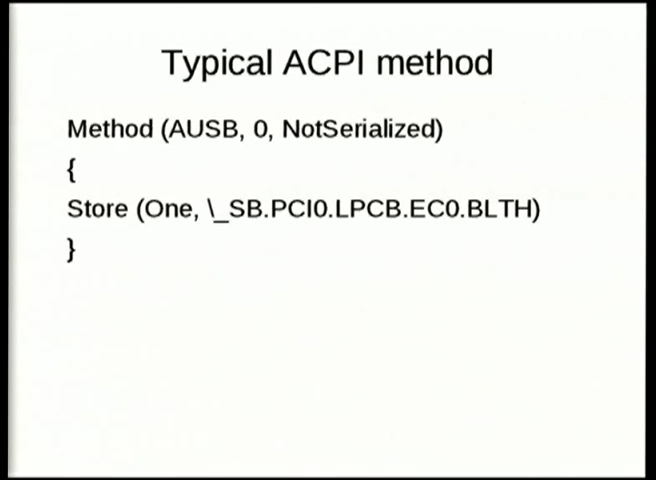 Typical ACPI method
Method (AUSB, 0, NotSerialized)
{
Store (One, \_SB.PCI0.LPCB.EC0.BLTH)
}